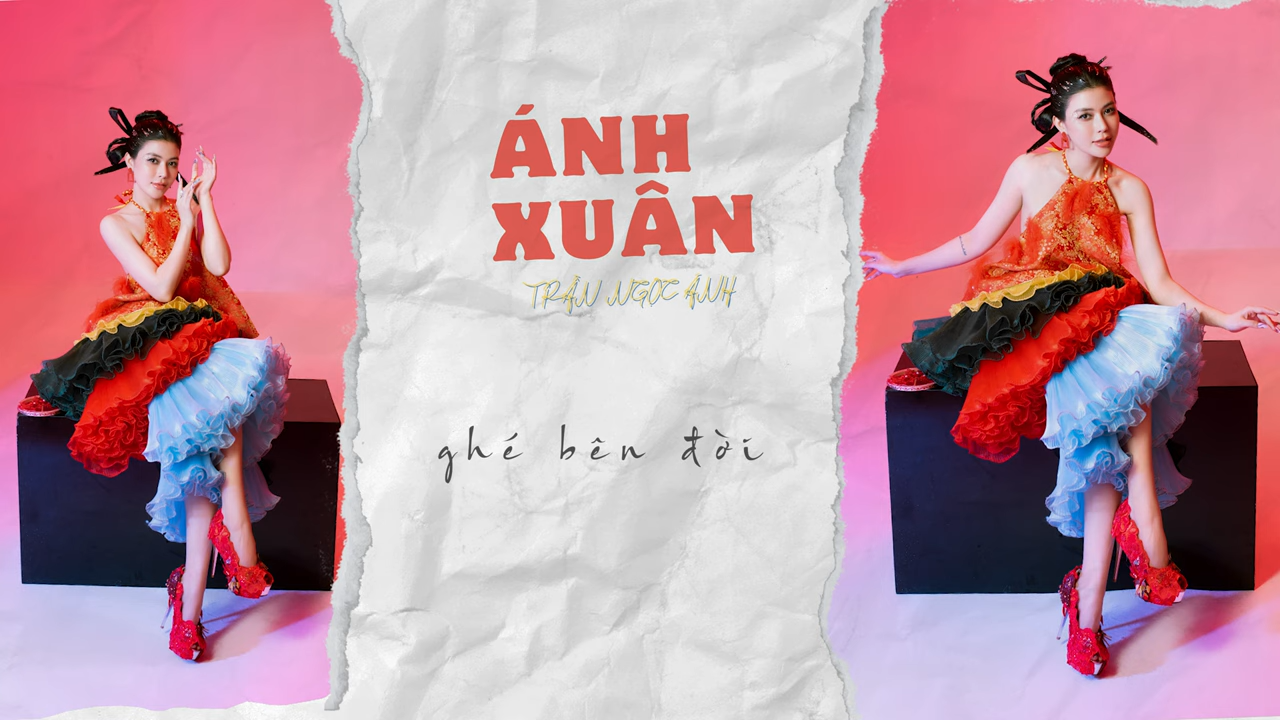 ÁNH
XUÂN
TRẦN NGỌC ÁNH
ghé bên đời